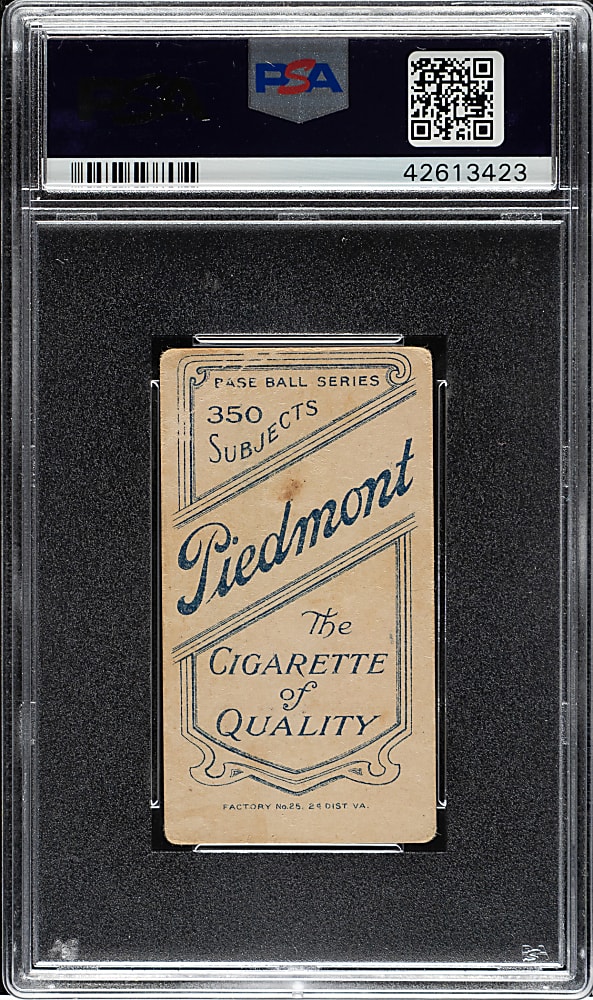 PSA
42613423
BASE BALL SERIES
350
SUBJECTS
Piedmont
The
CIGARETTE
of
QUALITY
FACTORY No. 25, 2d DIST VA.